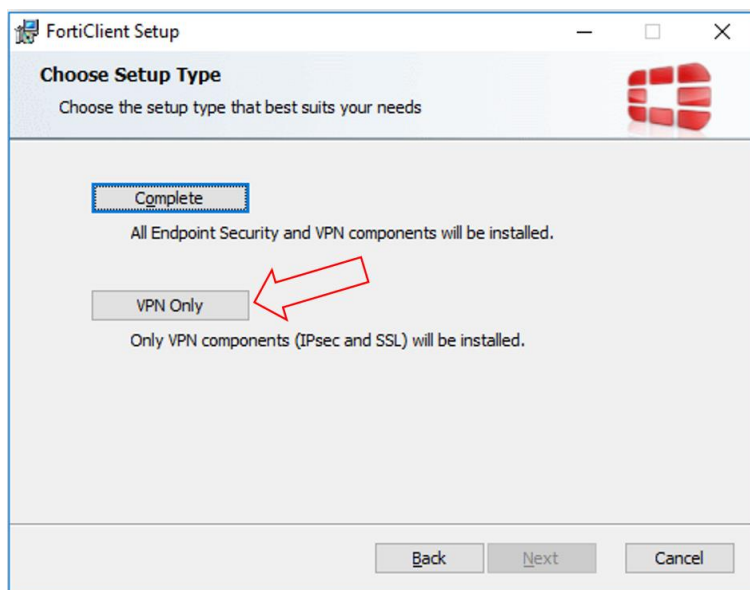 FortiClient Setup
Choose Setup Type
Choose the setup type that best suits your needs
Complete
All Endpoint Security and VPN components will be installed.
VPN Only
Only VPN components (IPsec and SSL) will be installed.
Back Next Cancel